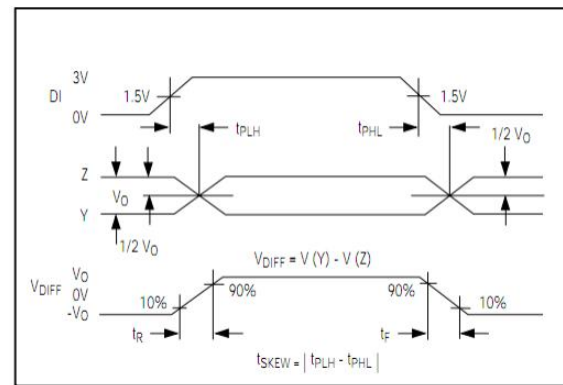 3V
DI 1.5V 1.5V
0V
tPLH tPHL 1/2 VO
Z
VO
Y
1/2 VO
VDIFF = V (Y) - V (Z)
VO
VDIFF 0V 90% 90%
-VO 10% 10%
tR tF
tSKEW = | tPLH - tPHL |